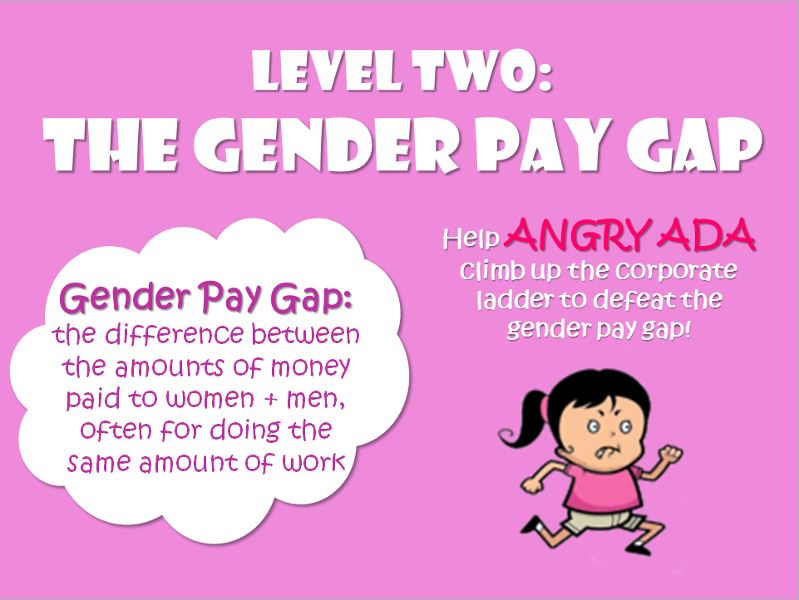 LEVEL TWO:
THE GENDER PAY GAP
Gender Pay Gap:
the difference between
the amounts of money
paid to women + men,
often for doing the
same amount of work
Help ANGRY ADA
climb up the corporate
ladder to defeat the
gender pay gap!